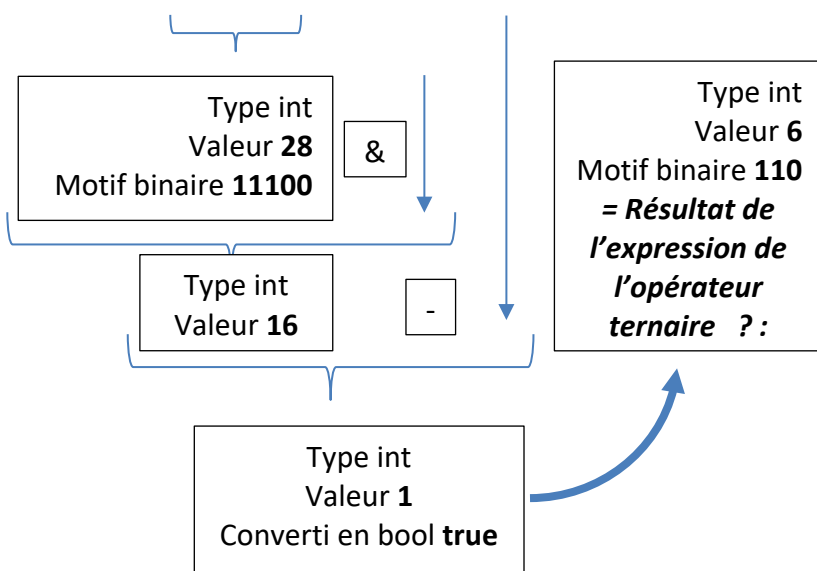 Type int
Valeur 28
Motif binaire 11100
&
Type int
Valeur 6
Motif binaire 110
= Résultat de
l’expression de
l’opérateur
ternaire ? :
Type int
Valeur 16
-
Type int
Valeur 1
Converti en bool true